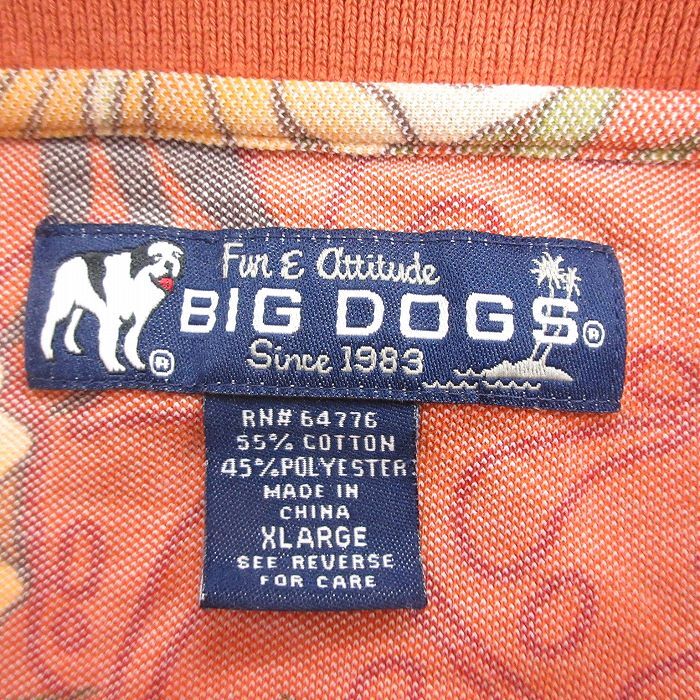 Fun & Attitude
BIG DOGS®
®
Since 1983
RN# 64776
55% COTTON
45% POLYESTER
MADE IN
CHINA
XLARGE
SEE REVERSE
FOR CARE